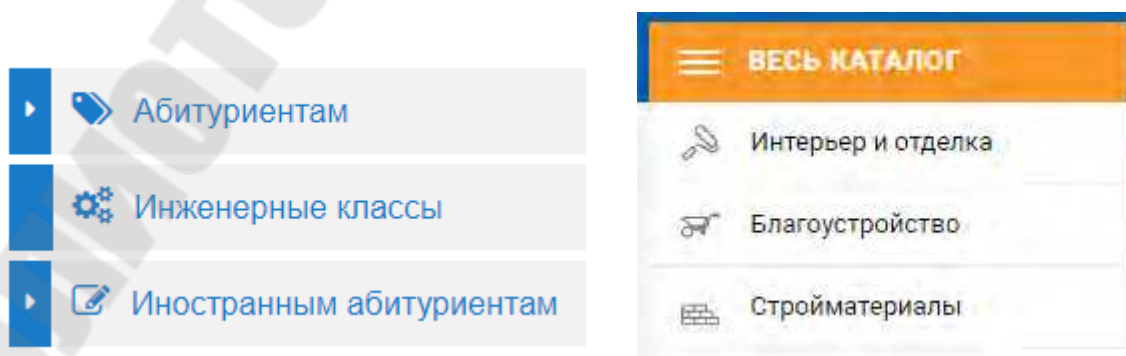 Абитуриентам
Инженерные классы
Иностранным абитуриентам
ВЕСЬ КАТАЛОГ
Интерьер и отделка
Благоустройство
Стройматериалы